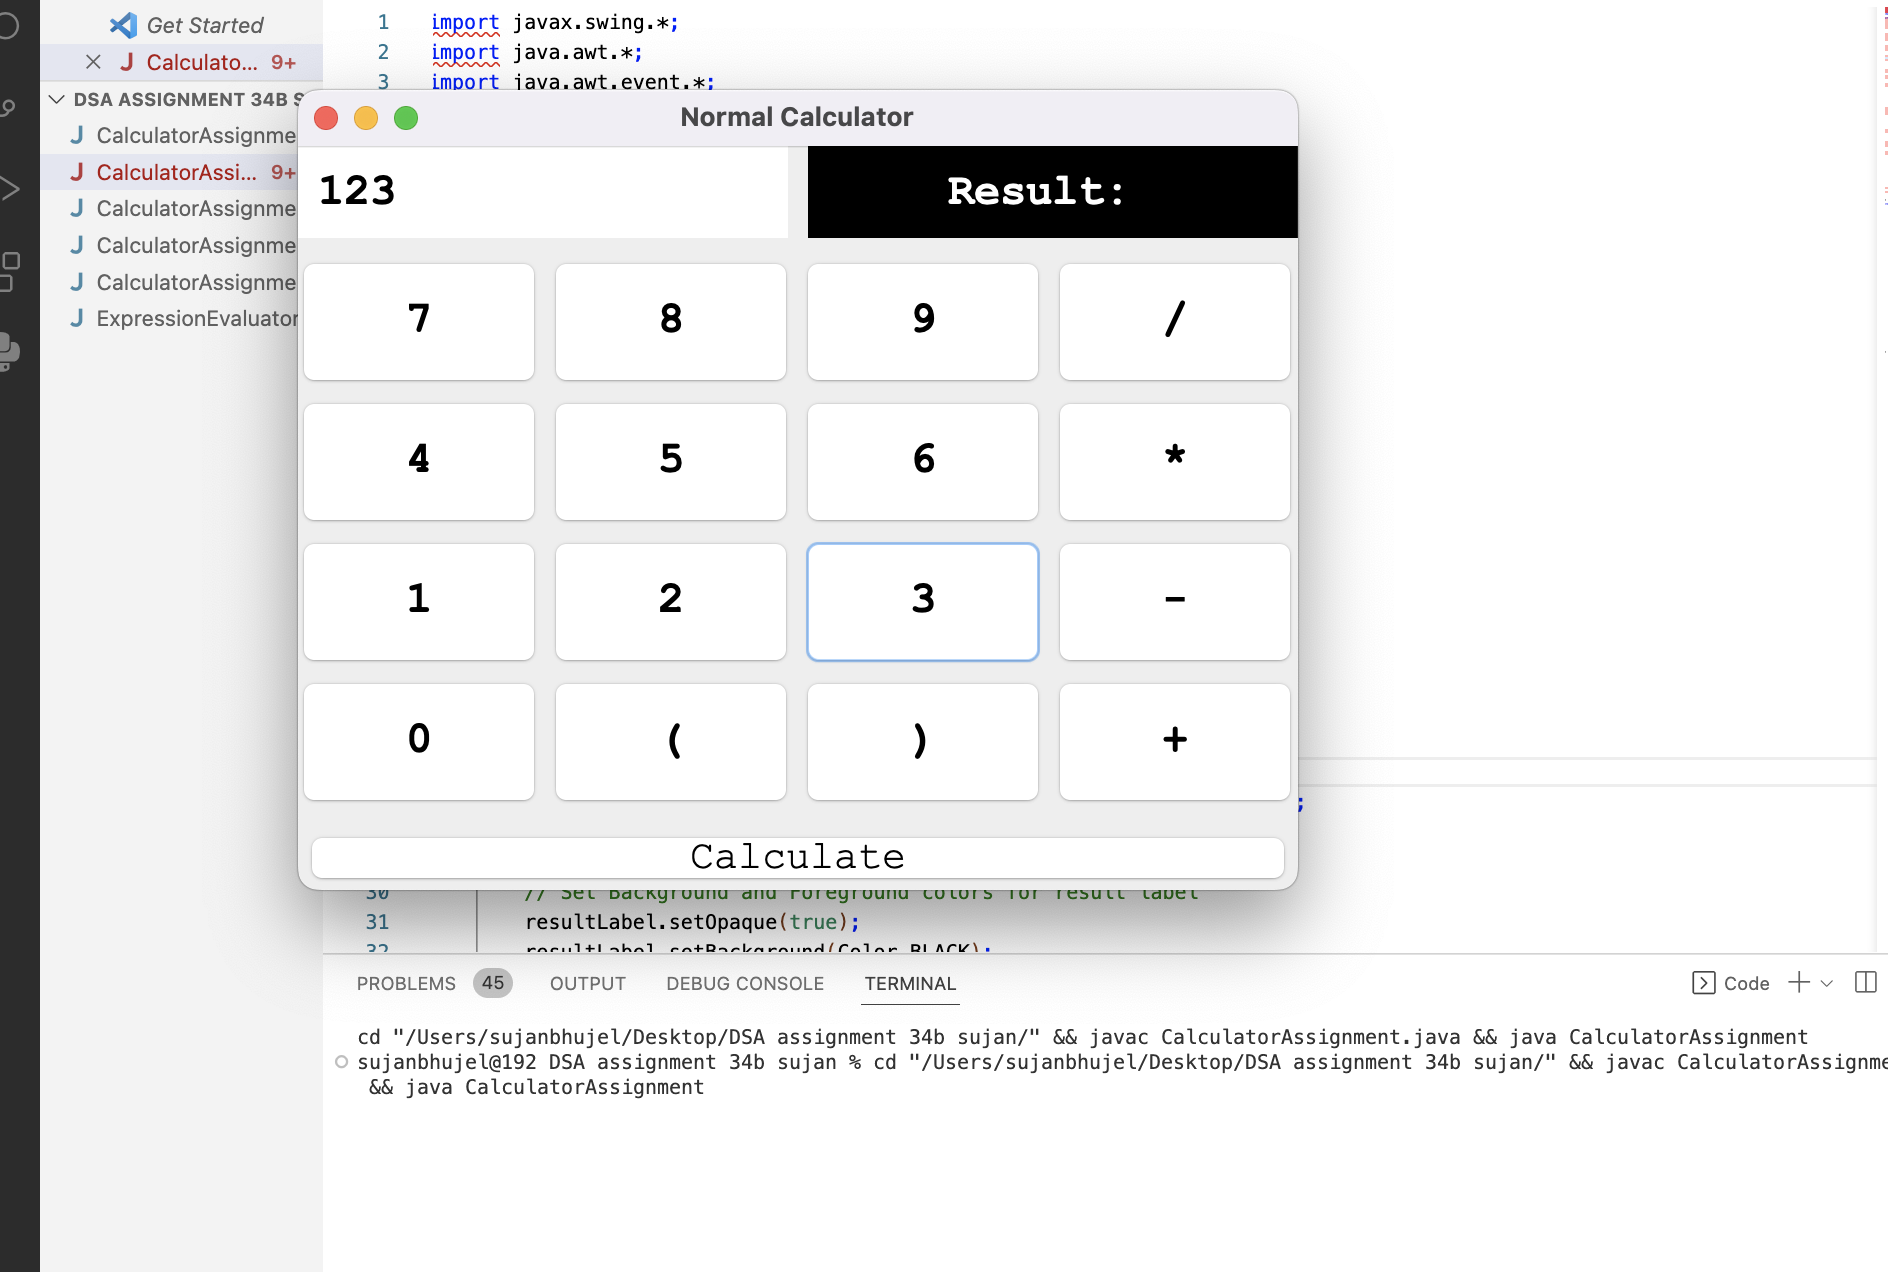 Get Started
Calculato... 9+
DSA ASSIGNMENT 34B S
CalculatorAssignme
CalculatorAssi... 9+
CalculatorAssignme
CalculatorAssignme
CalculatorAssignme
ExpressionEvaluator
1 import javax.swing.*;
2 import java.awt.*;
3 import java.awt.event.*;
Normal Calculator
123 Result:
7 8 9 /
4 5 6 *
1 2 3 -
0 ( ) +
Calculate
;
30 // Set Background and Foreground colors for result label
31 resultLabel.setOpaque(true);
32 resultLabel.setBackground(Color.BLACK);
PROBLEMS 45 OUTPUT DEBUG CONSOLE TERMINAL Code
cd "/Users/sujanbhujel/Desktop/DSA assignment 34b sujan/" && javac CalculatorAssignment.java && java CalculatorAssignment
sujanbhujel@192 DSA assignment 34b sujan % cd "/Users/sujanbhujel/Desktop/DSA assignment 34b sujan/" && javac CalculatorAssignme
&& java CalculatorAssignment